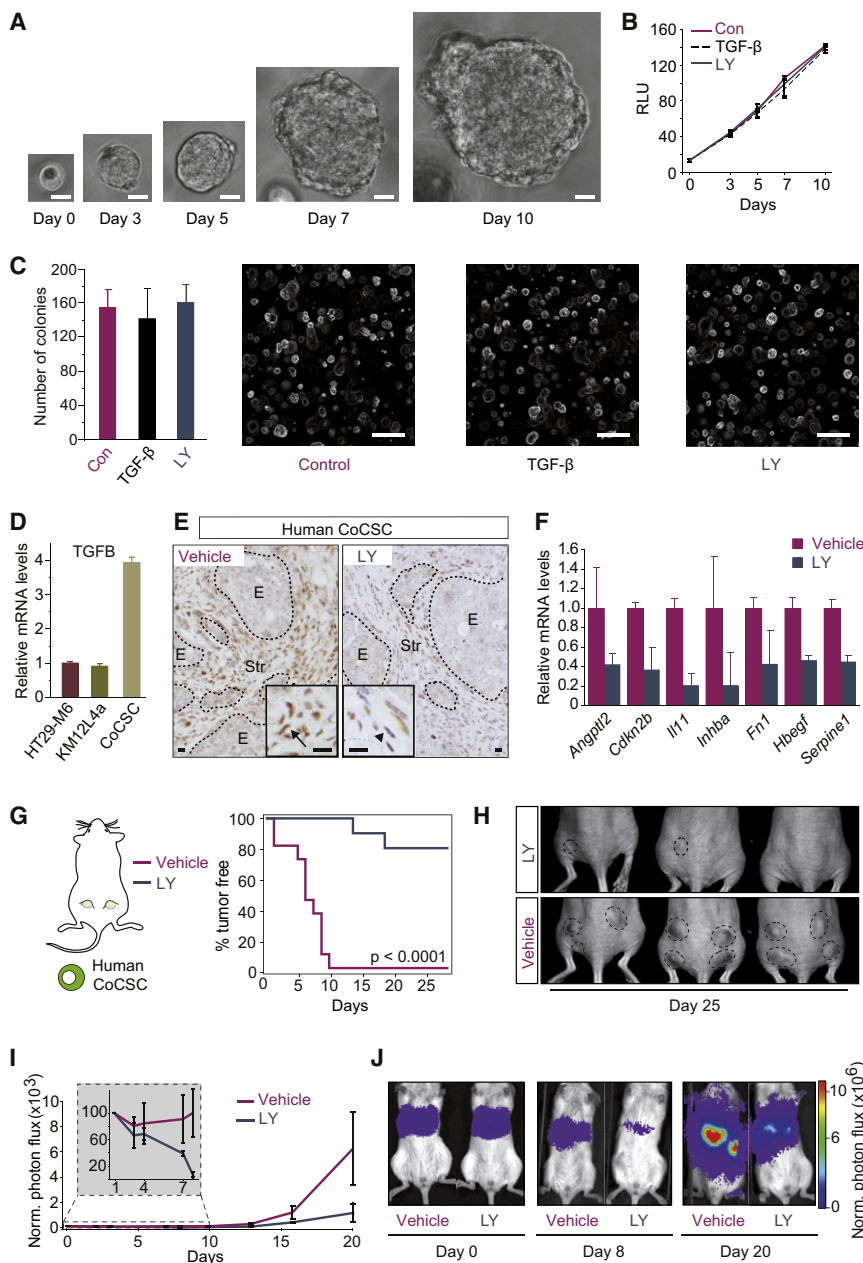 A
Day 0 Day 3 Day 5 Day 7 Day 10
B
Con
TGF-β
LY
RLU
160
120
80
40
0
0 3 5 7 10
Days
C
Number of colonies
200
160
120
80
40
0
Con TGF-β LY
Control TGF-β LY
D
TGFB
Relative mRNA levels
4
3
2
1
0
HT29-M6 KM12L4a CoCSC
E
Human CoCSC
Vehicle LY
E E
E Str E
E
F
Vehicle
LY
Relative mRNA levels
1.6
1.4
1.2
1.0
0.8
0.4
0
Angptl2 Cdkn2b Il11 Inhba Fn1 Hbegf Serpine1
G
Vehicle
LY
Human
CoCSC
% tumor free
100
80
60
40
20
0
p < 0.0001
0 5 10 15 20 25
Days
H
LY
Vehicle
Day 25
I
Norm. photon flux (x10³)
10
8
6
4
2
0
100
60
20
1 4 7
Vehicle
LY
0 5 10 15 20
Days
J
Vehicle LY Vehicle LY Vehicle LY
Day 0 Day 8 Day 20
10
8
6
4
2
0
Norm. photon flux (x10⁶)